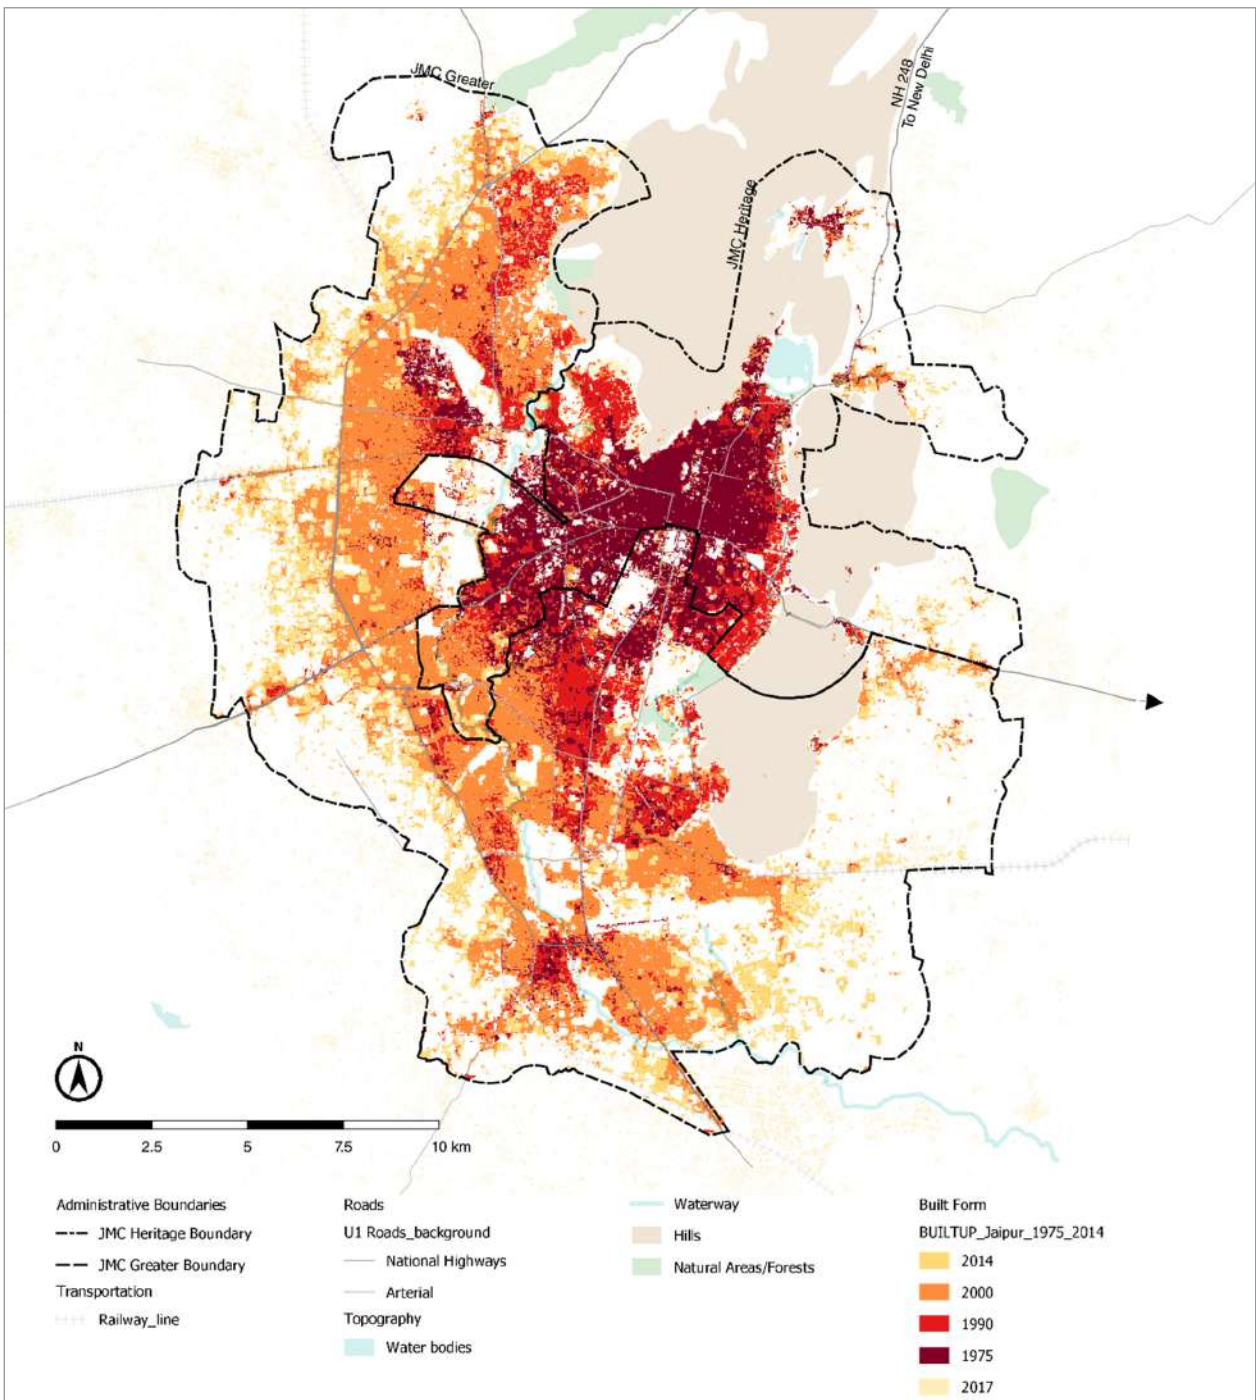 JMC Greater
NH 248
To New Delhi
JMC Heritage
N
0 2.5 5 7.5 10 km
Administrative Boundaries
JMC Heritage Boundary
JMC Greater Boundary
Transportation
Railway_line
Roads
U1 Roads_background
National Highways
Arterial
Topography
Water bodies
Waterway
Hills
Natural Areas/Forests
Built Form
BUILTUP_Jaipur_1975_2014
2014
2000
1990
1975
2017